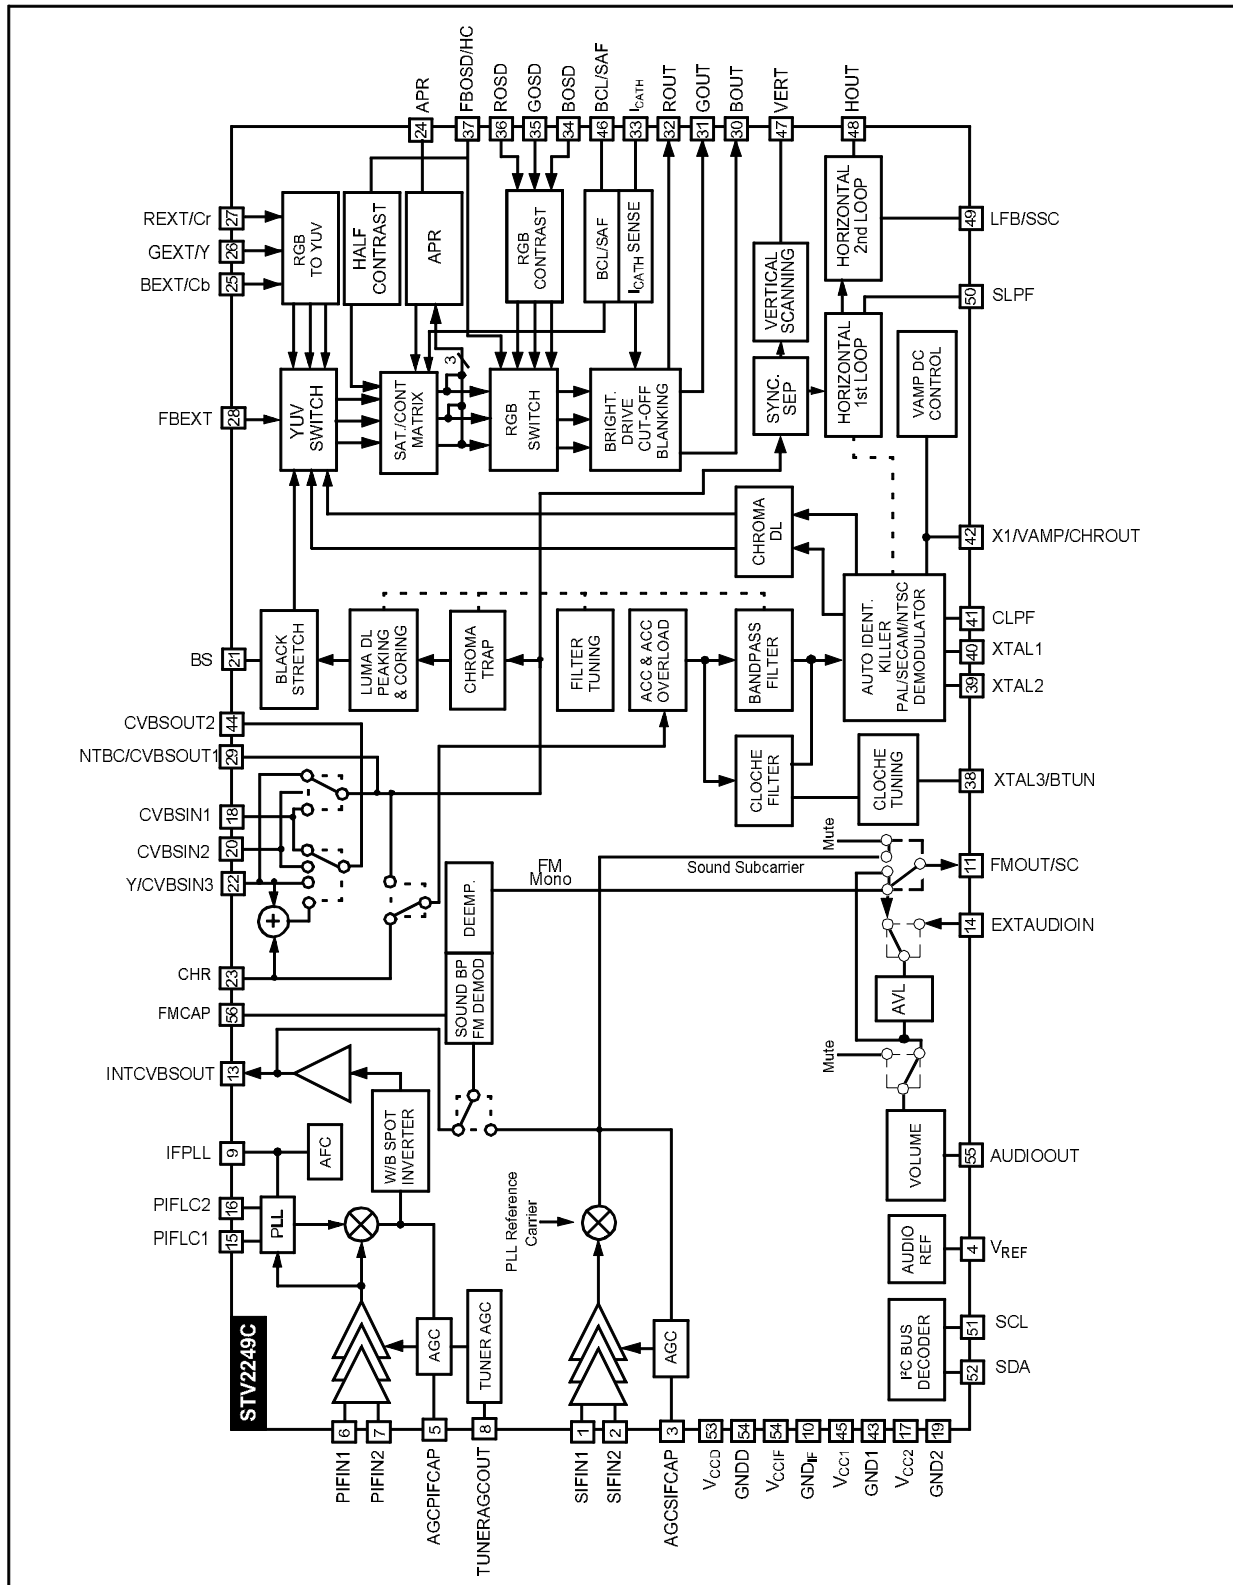 APR
FBOSD/HC
ROSD
GOSD
BOSD
BCL/SAF
ICATH
ROUT
GOUT
BOUT
VERT
HOUT
24
37
36
35
34
46
33
32
31
30
47
48
REXT/Cr
27
GEXT/Y
26
BEXT/Cb
25
RGB
TO YUV
HALF
CONTRAST
APR
RGB
CONTRAST
BCL/SAF
ICATH SENSE
VERTICAL
SCANNING
HORIZONTAL
2nd LOOP
49
LFB/SSC
50
SLPF
FBEXT
28
YUV
SWITCH
SAT./CONT
MATRIX
3
RGB
SWITCH
BRIGHT.
DRIVE
CUT-OFF
BLANKING
SYNC.
SEP
HORIZONTAL
1st LOOP
VAMP DC
CONTROL
CHROMA
DL
42
X1/VAMP/CHROUT
BS
21
BLACK
STRETCH
LUMA DL
PEAKING
& CORING
CHROMA
TRAP
FILTER
TUNING
ACC & ACC
OVERLOAD
BANDPASS
FILTER
AUTO IDENT.
KILLER
PAL/SECAM/NTSC
DEMODULATOR
41
CLPF
40
XTAL1
39
XTAL2
CVBSOUT2
44
NTBC/CVBSOUT1
29
CVBSIN1
18
CVBSIN2
20
Y/CVBSIN3
22
+
CHR
23
FMCAP
56
CLOCHE
FILTER
CLOCHE
TUNING
38
XTAL3/BTUN
DEEMP.
SOUND BP
FM DEMOD
FM
Mono
Sound Subcarrier
Mute
11
FMOUT/SC
14
EXTAUDIOIN
AVL
Mute
INTCVBSOUT
13
W/B SPOT
INVERTER
IFPLL
9
AFC
PIFLC2
16
PIFLC1
15
PLL
PLL Reference
Carrier
VOLUME
55
AUDIOOUT
AUDIO
REF
4
VREF
STV2249C
AGC
TUNER AGC
AGC
I²C BUS
DECODER
51
SCL
52
SDA
6
7
5
8
1
2
3
53
54
54
10
45
43
17
19
PIFIN1
PIFIN2
AGCPIFCAP
TUNERAGCOUT
SIFIN1
SIFIN2
AGCSIFCAP
VCCD
GNDD
VCCIF
GNDIF
VCC1
GND1
VCC2
GND2